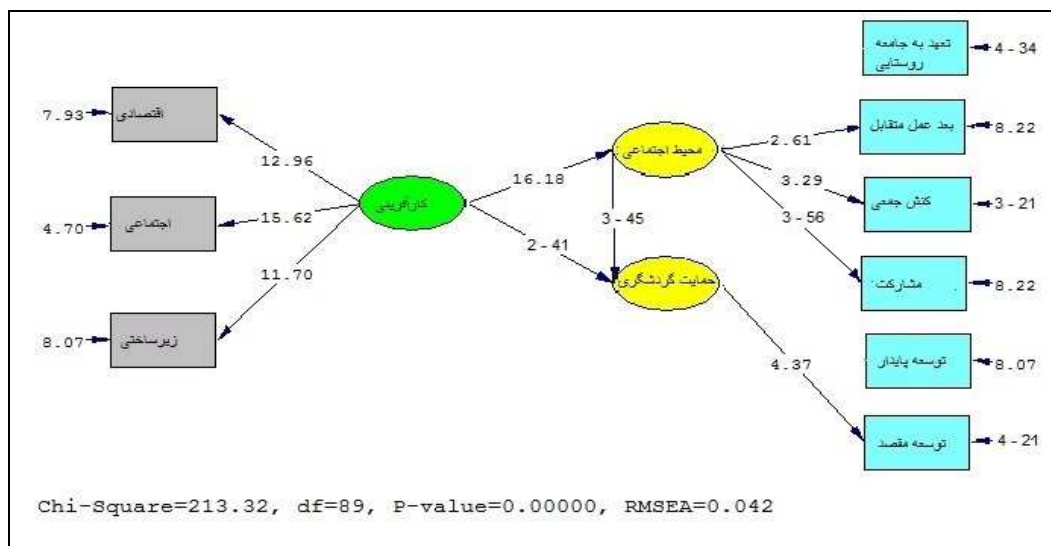 تعهد به جامعه
روستایی
4-34
7.93
اقتصادی
بعد عمل متقابل
8.22
12.96
محیط اجتماعی
2.61
16.18
3.29
کارآفرینی
کنش جمعی
3-21
4.70
اجتماعی
15.62
3-45
3-56
2-41
11.70
حمایت گردشگری
مشارکت
8.22
8.07
زیرساختی
4.37
توسعه پایدار
8.07
توسعه مقصد
4-21
Chi-Square=213.32, df=89, P-value=0.00000, RMSEA=0.042